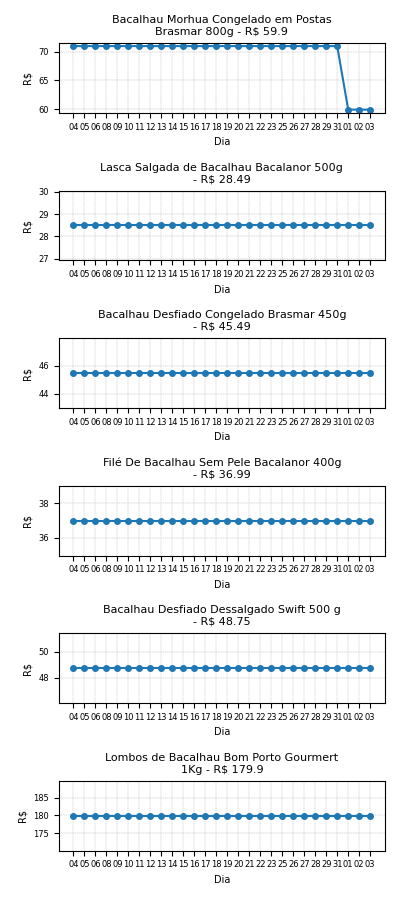 Bacalhau Morhua Congelado em Postas
Brasmar 800g - R$ 59.9
70
65
60
R$
04 05 06 08 09 10 11 12 13 14 15 16 17 18 19 20 21 22 23 25 26 27 28 29 31 01 02 03
Dia
Lasca Salgada de Bacalhau Bacalanor 500g
- R$ 28.49
30
29
28
27
R$
04 05 06 08 09 10 11 12 13 14 15 16 17 18 19 20 21 22 23 25 26 27 28 29 31 01 02 03
Dia
Bacalhau Desfiado Congelado Brasmar 450g
- R$ 45.49
46
44
R$
04 05 06 08 09 10 11 12 13 14 15 16 17 18 19 20 21 22 23 25 26 27 28 29 31 01 02 03
Dia
Filé De Bacalhau Sem Pele Bacalanor 400g
- R$ 36.99
38
36
R$
04 05 06 08 09 10 11 12 13 14 15 16 17 18 19 20 21 22 23 25 26 27 28 29 31 01 02 03
Dia
Bacalhau Desfiado Dessalgado Swift 500 g
- R$ 48.75
50
48
R$
04 05 06 08 09 10 11 12 13 14 15 16 17 18 19 20 21 22 23 25 26 27 28 29 31 01 02 03
Dia
Lombos de Bacalhau Bom Porto Gourmert
1Kg - R$ 179.9
185
180
175
R$
04 05 06 08 09 10 11 12 13 14 15 16 17 18 19 20 21 22 23 25 26 27 28 29 31 01 02 03
Dia